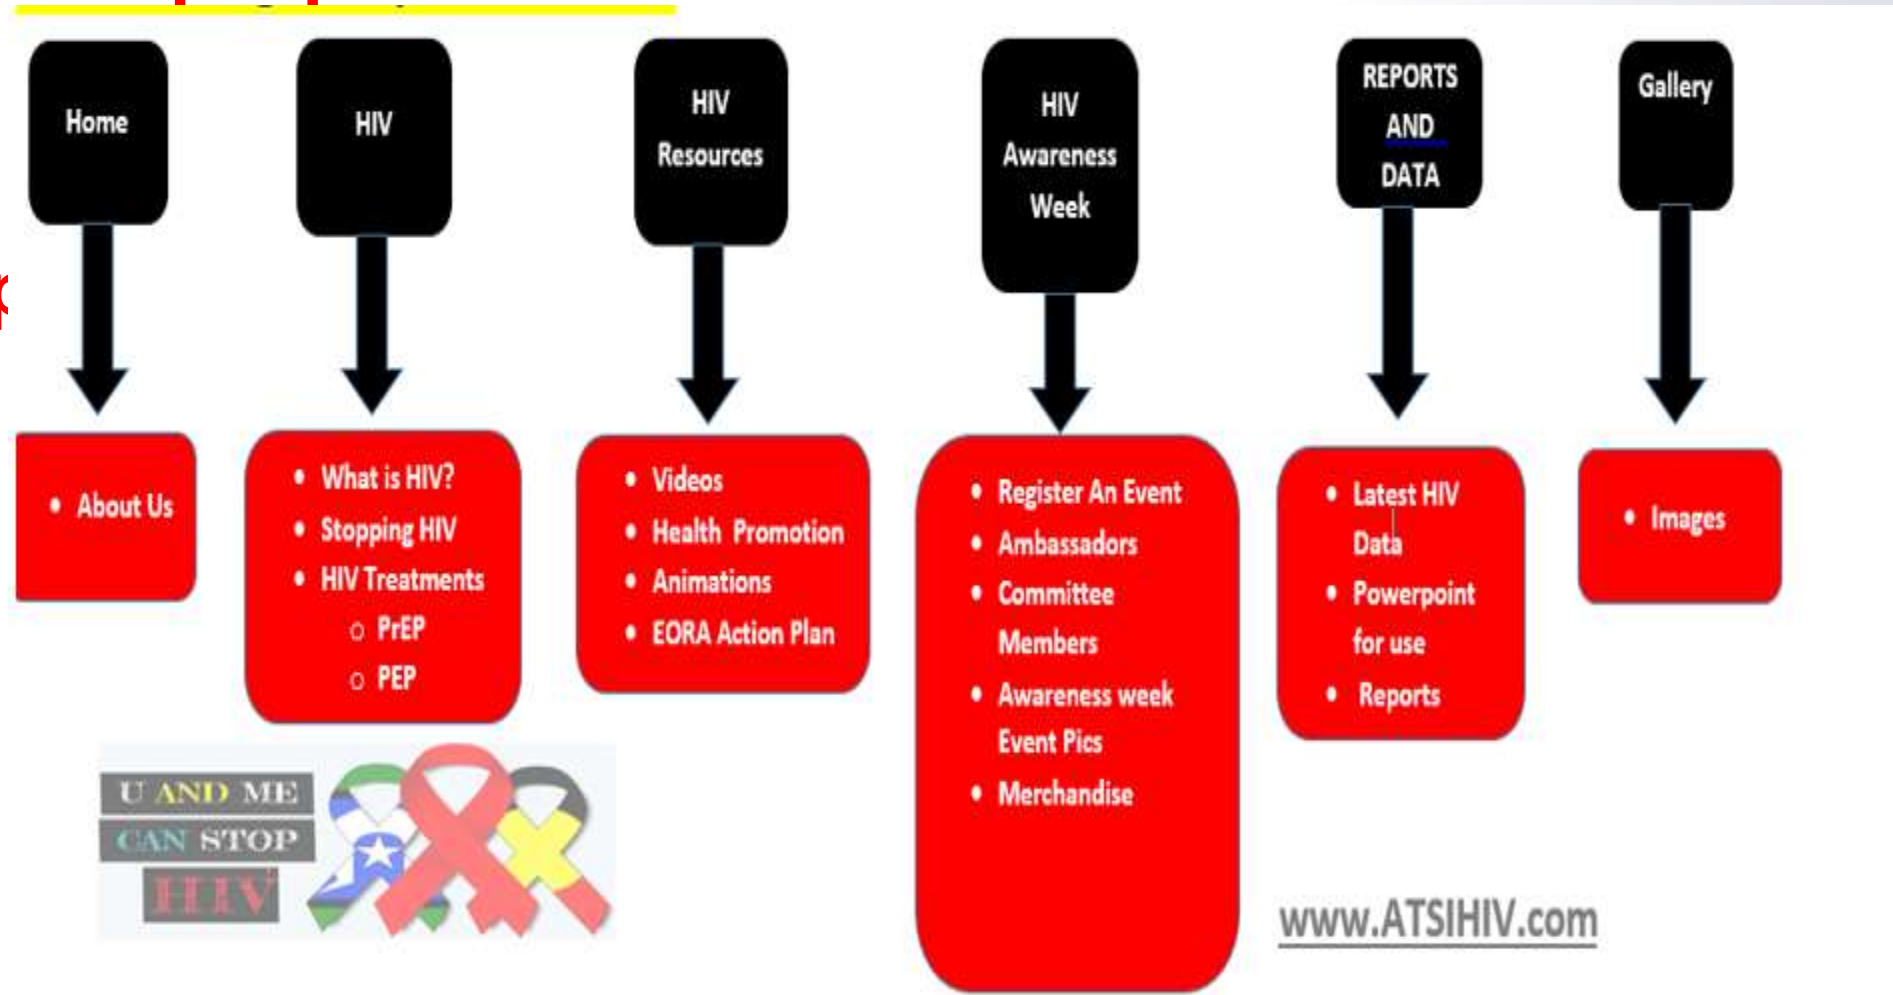 Home
HIV
HIV
Resources
HIV
Awareness
Week
REPORTS
AND
DATA
Gallery
• About Us
• What is HIV?
• Stopping HIV
• HIV Treatments
o PrEP
o PEP
• Videos
• Health Promotion
• Animations
• EORA Action Plan
• Register An Event
• Ambassadors
• Committee
Members
• Awareness week
Event Pics
• Merchandise
• Latest HIV
Data
• Powerpoint
for use
• Reports
• Images
U AND ME
CAN STOP
HIV
www.ATSIHIV.com